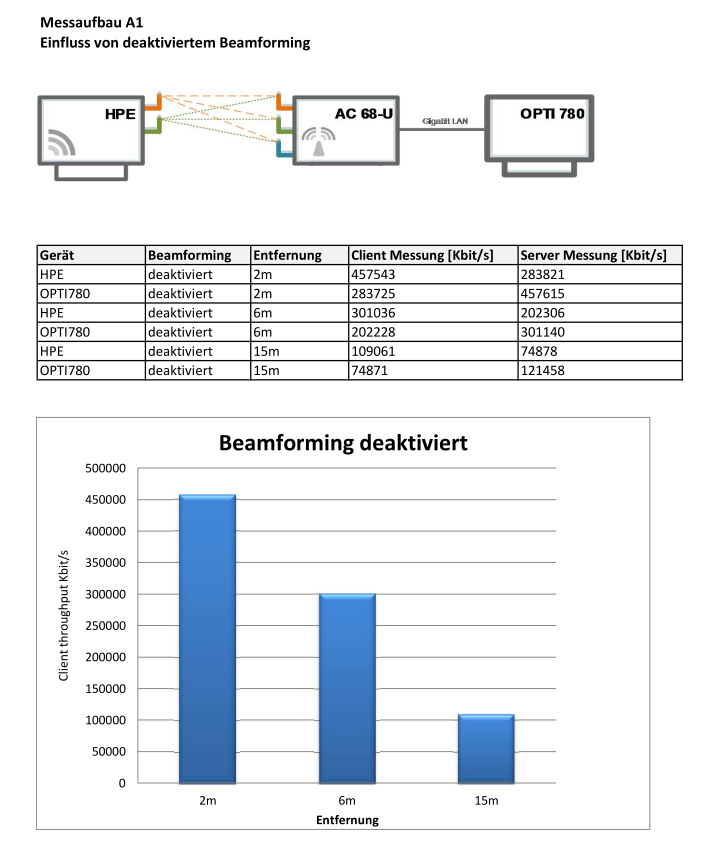 Messaufbau A1
Einfluss von deaktiviertem Beamforming
HPE
AC 68-U
Gigabit LAN
OPTI 780
Gerät Beamforming Entfernung Client Messung [Kbit/s] Server Messung [Kbit/s]
HPE deaktiviert 2m 457543 283821
OPTI780 deaktiviert 2m 283725 457615
HPE deaktiviert 6m 301036 202306
OPTI780 deaktiviert 6m 202228 301140
HPE deaktiviert 15m 109061 74878
OPTI780 deaktiviert 15m 74871 121458
Beamforming deaktiviert
Client throughput Kbit/s
500000
450000
400000
350000
300000
250000
200000
150000
100000
50000
0
2m 6m 15m
Entfernung